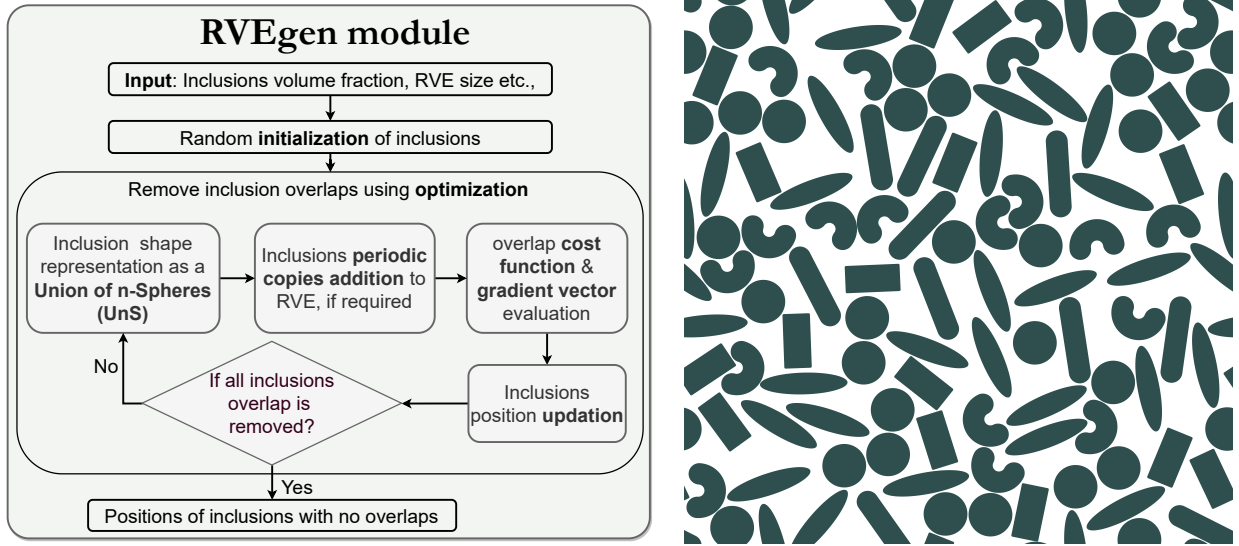 RVEgen module
Input: Inclusions volume fraction, RVE size etc.,
Random initialization of inclusions
Remove inclusion overlaps using optimization
Inclusion shape
representation as a
Union of n-Spheres
(UnS)
Inclusions periodic
copies addition to
RVE, if required
overlap cost
function &
gradient vector
evaluation
Inclusions
position updation
If all inclusions
overlap is
removed?
No
Yes
Positions of inclusions with no overlaps